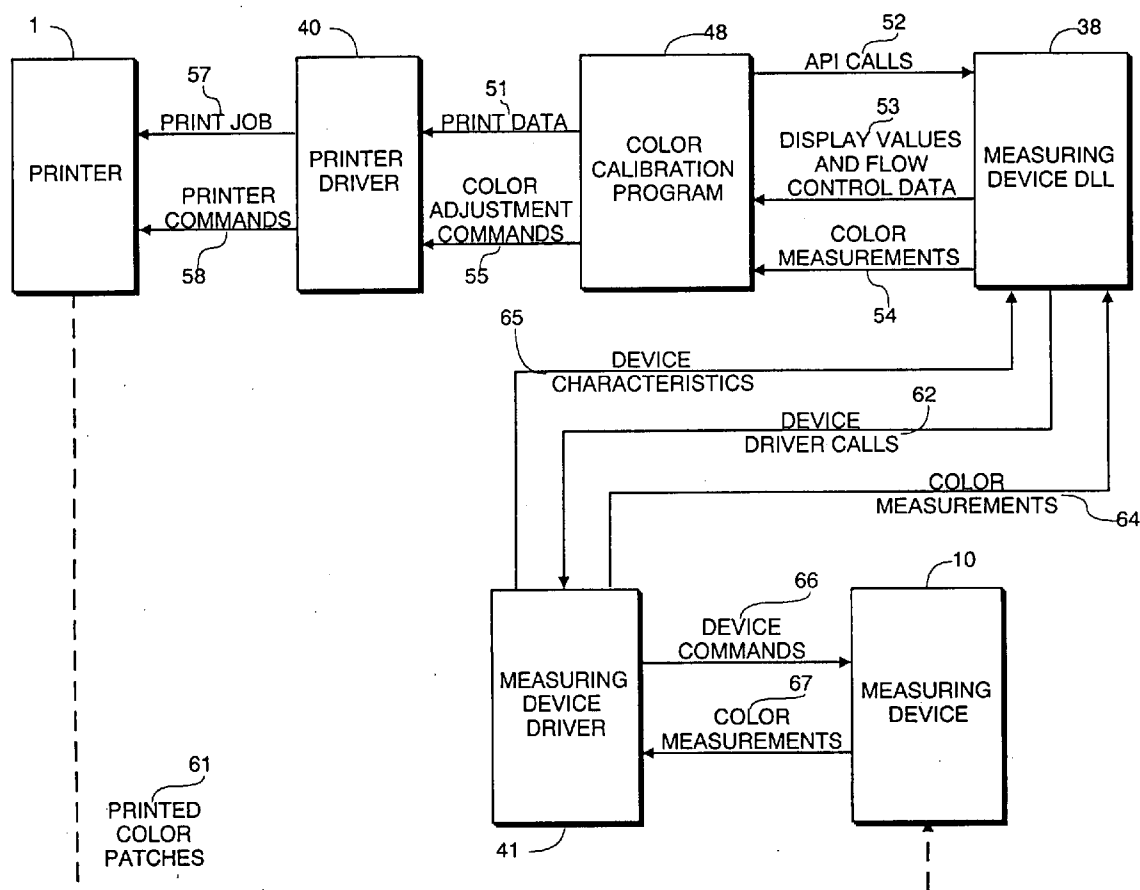 1
40
48
52
38
57
51
API CALLS
53
PRINT JOB
PRINT DATA
DISPLAY VALUES
AND FLOW
CONTROL DATA
PRINTER
PRINTER
DRIVER
COLOR
CALIBRATION
PROGRAM
MEASURING
DEVICE DLL
PRINTER
COMMANDS
58
COLOR
ADJUSTMENT
COMMANDS
55
COLOR
MEASUREMENTS
54
65
DEVICE
CHARACTERISTICS
62
DEVICE
DRIVER CALLS
COLOR
MEASUREMENTS
64
10
66
DEVICE
COMMANDS
MEASURING
DEVICE
DRIVER
67
COLOR
MEASUREMENTS
MEASURING
DEVICE
41
61
PRINTED
COLOR
PATCHES